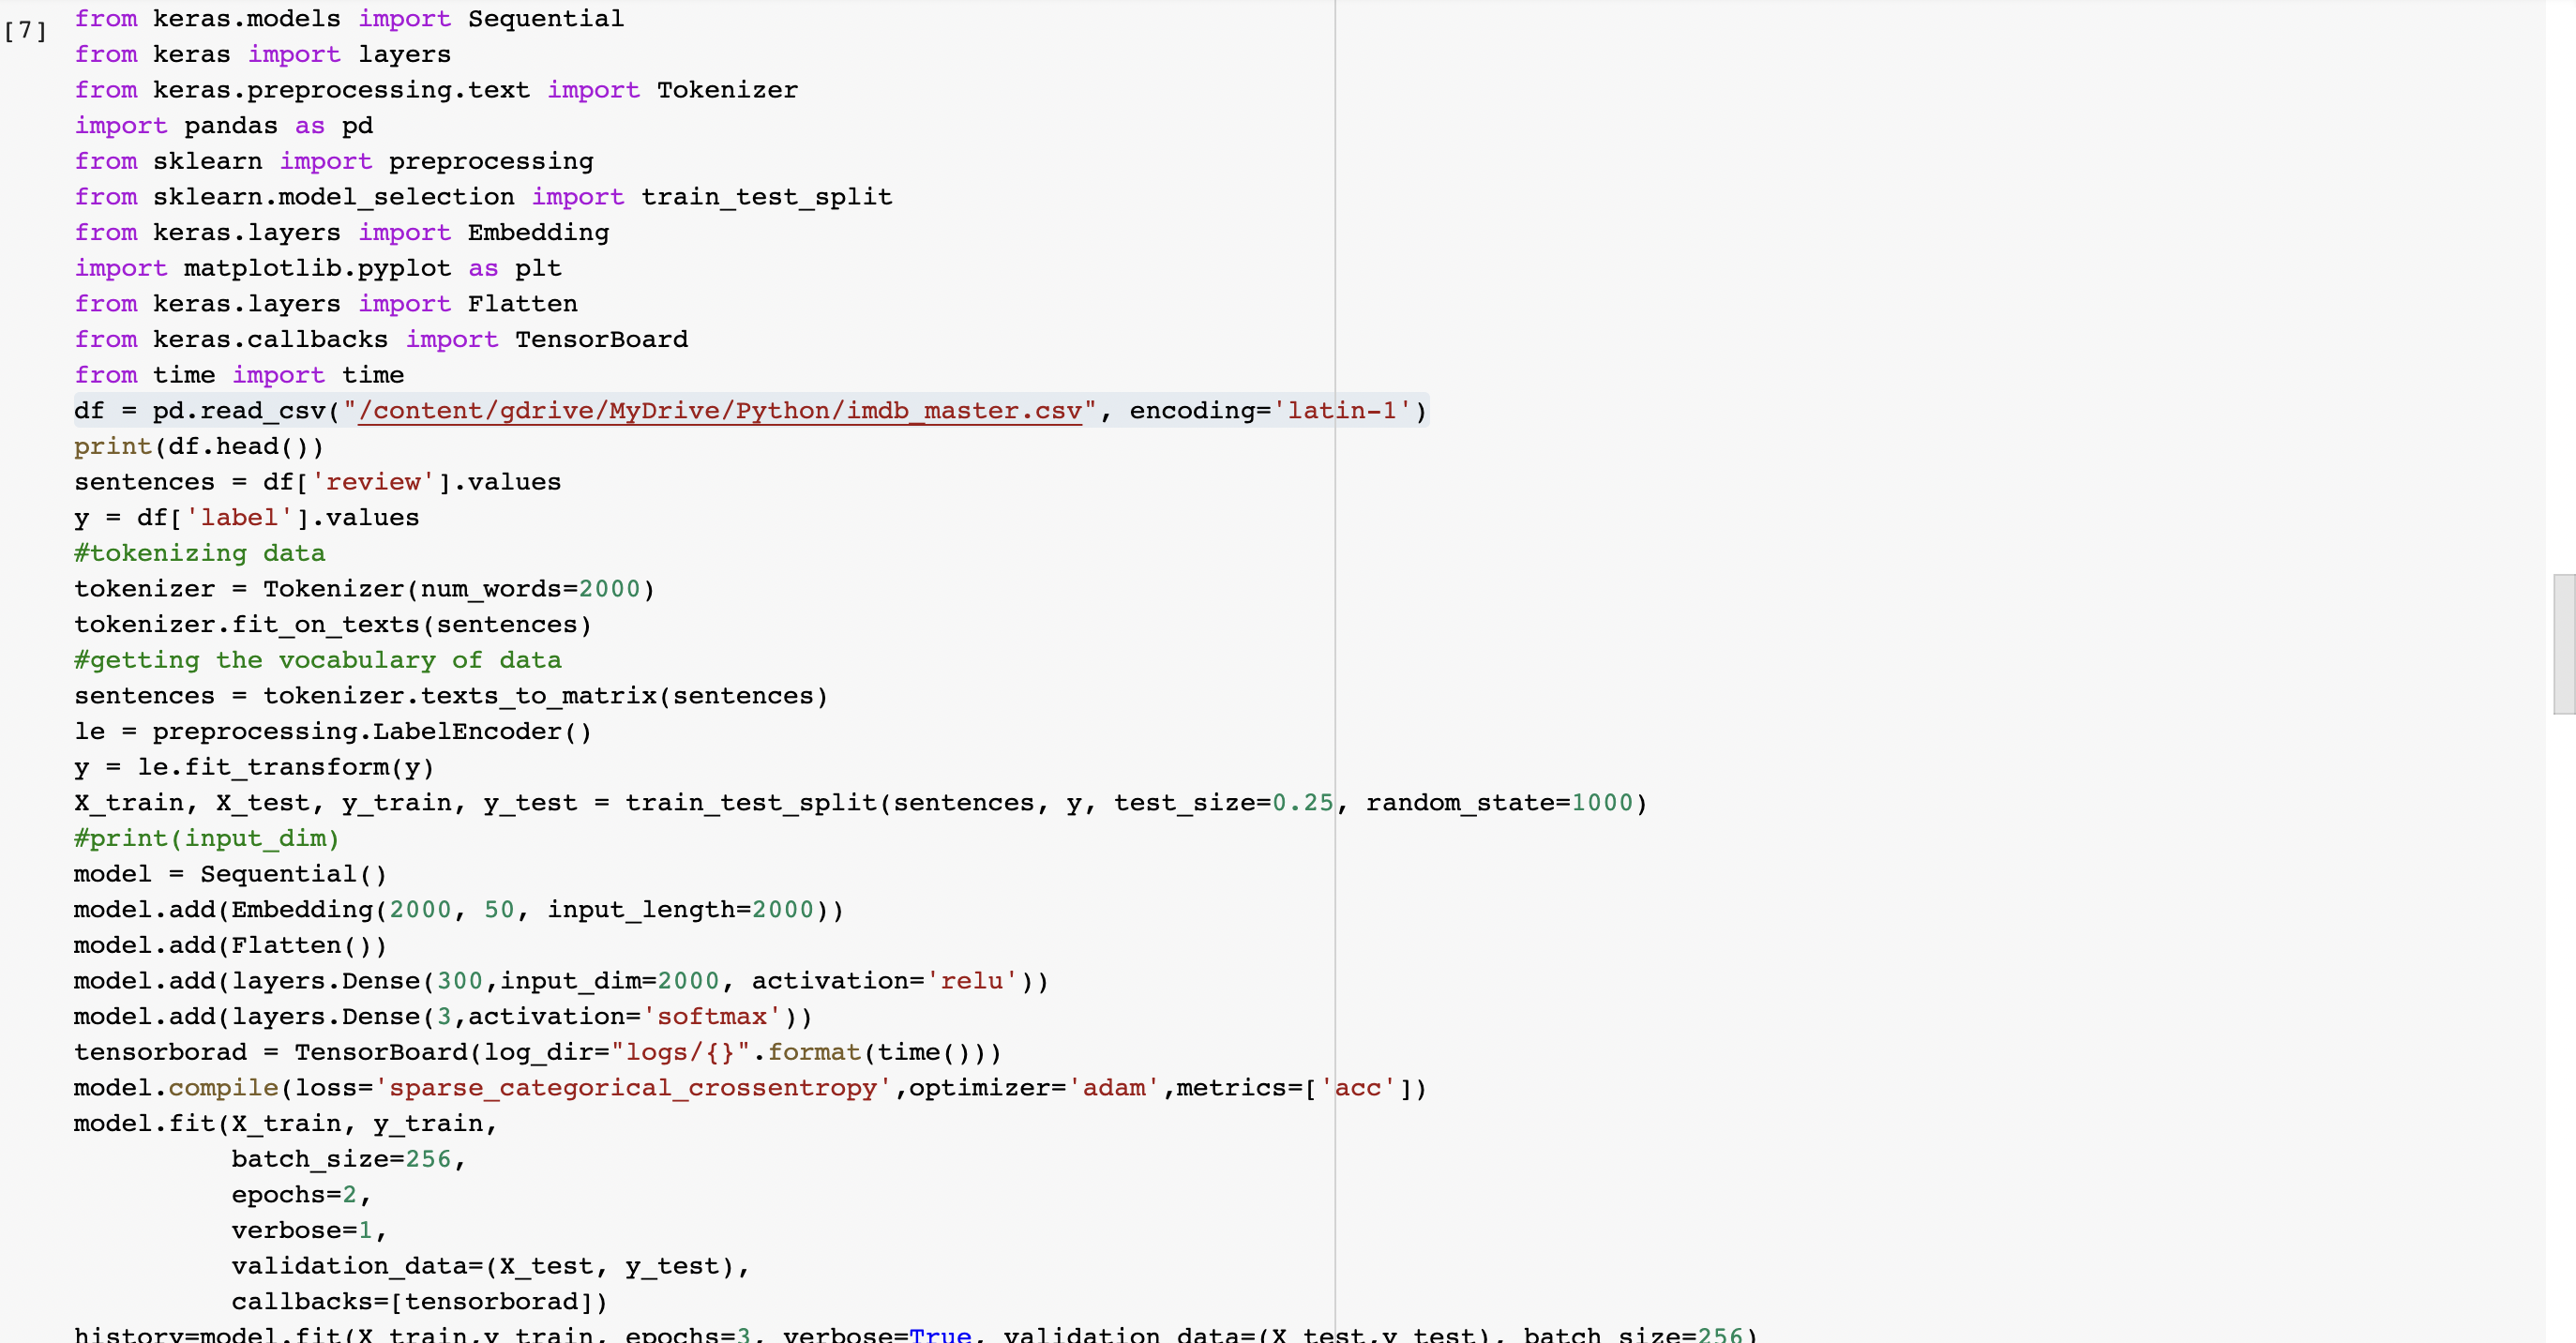 [7]
from keras.models import Sequential
from keras import layers
from keras.preprocessing.text import Tokenizer
import pandas as pd
from sklearn import preprocessing
from sklearn.model_selection import train_test_split
from keras.layers import Embedding
import matplotlib.pyplot as plt
from keras.layers import Flatten
from keras.callbacks import TensorBoard
from time import time
df = pd.read_csv("/content/gdrive/MyDrive/Python/imdb_master.csv", encoding='latin-1')
print(df.head())
sentences = df['review'].values
y = df['label'].values
#tokenizing data
tokenizer = Tokenizer(num_words=2000)
tokenizer.fit_on_texts(sentences)
#getting the vocabulary of data
sentences = tokenizer.texts_to_matrix(sentences)
le = preprocessing.LabelEncoder()
y = le.fit_transform(y)
X_train, X_test, y_train, y_test = train_test_split(sentences, y, test_size=0.25, random_state=1000)
#print(input_dim)
model = Sequential()
model.add(Embedding(2000, 50, input_length=2000))
model.add(Flatten())
model.add(layers.Dense(300,input_dim=2000, activation='relu'))
model.add(layers.Dense(3,activation='softmax'))
tensorborad = TensorBoard(log_dir="logs/{}".format(time()))
model.compile(loss='sparse_categorical_crossentropy',optimizer='adam',metrics=['acc'])
model.fit(X_train, y_train,
          batch_size=256,
          epochs=2,
          verbose=1,
          validation_data=(X_test, y_test),
          callbacks=[tensorborad])
history=model.fit(X_train,y_train, epochs=3, verbose=True, validation_data=(X_test,y_test), batch_size=256)